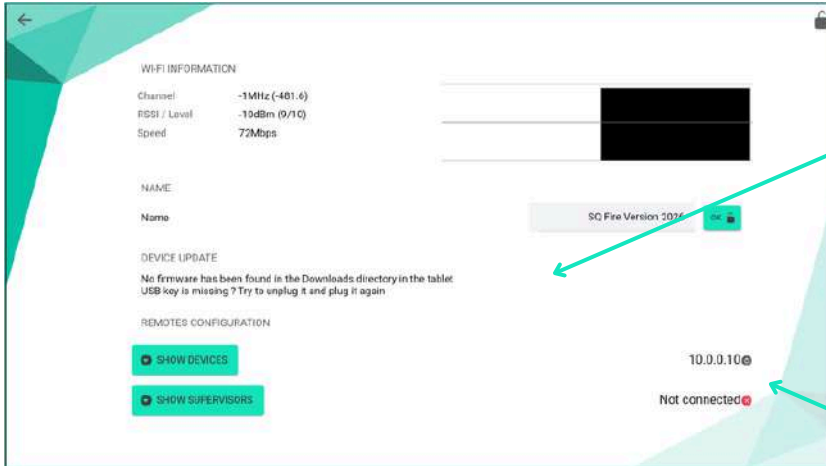 WI-FI INFORMATION
Channel -1MHz (-481.6)
RSSI / Level -10dBm (9/10)
Speed 72Mbps
NAME
Name SQ Fire Version 2026 OK
DEVICE UPDATE
No firmware has been found in the Downloads directory in the tablet
USB key is missing ? Try to unplug it and plug it again
REMOTES CONFIGURATION
SHOW DEVICES 10.0.0.10
SHOW SUPERVISORS Not connected